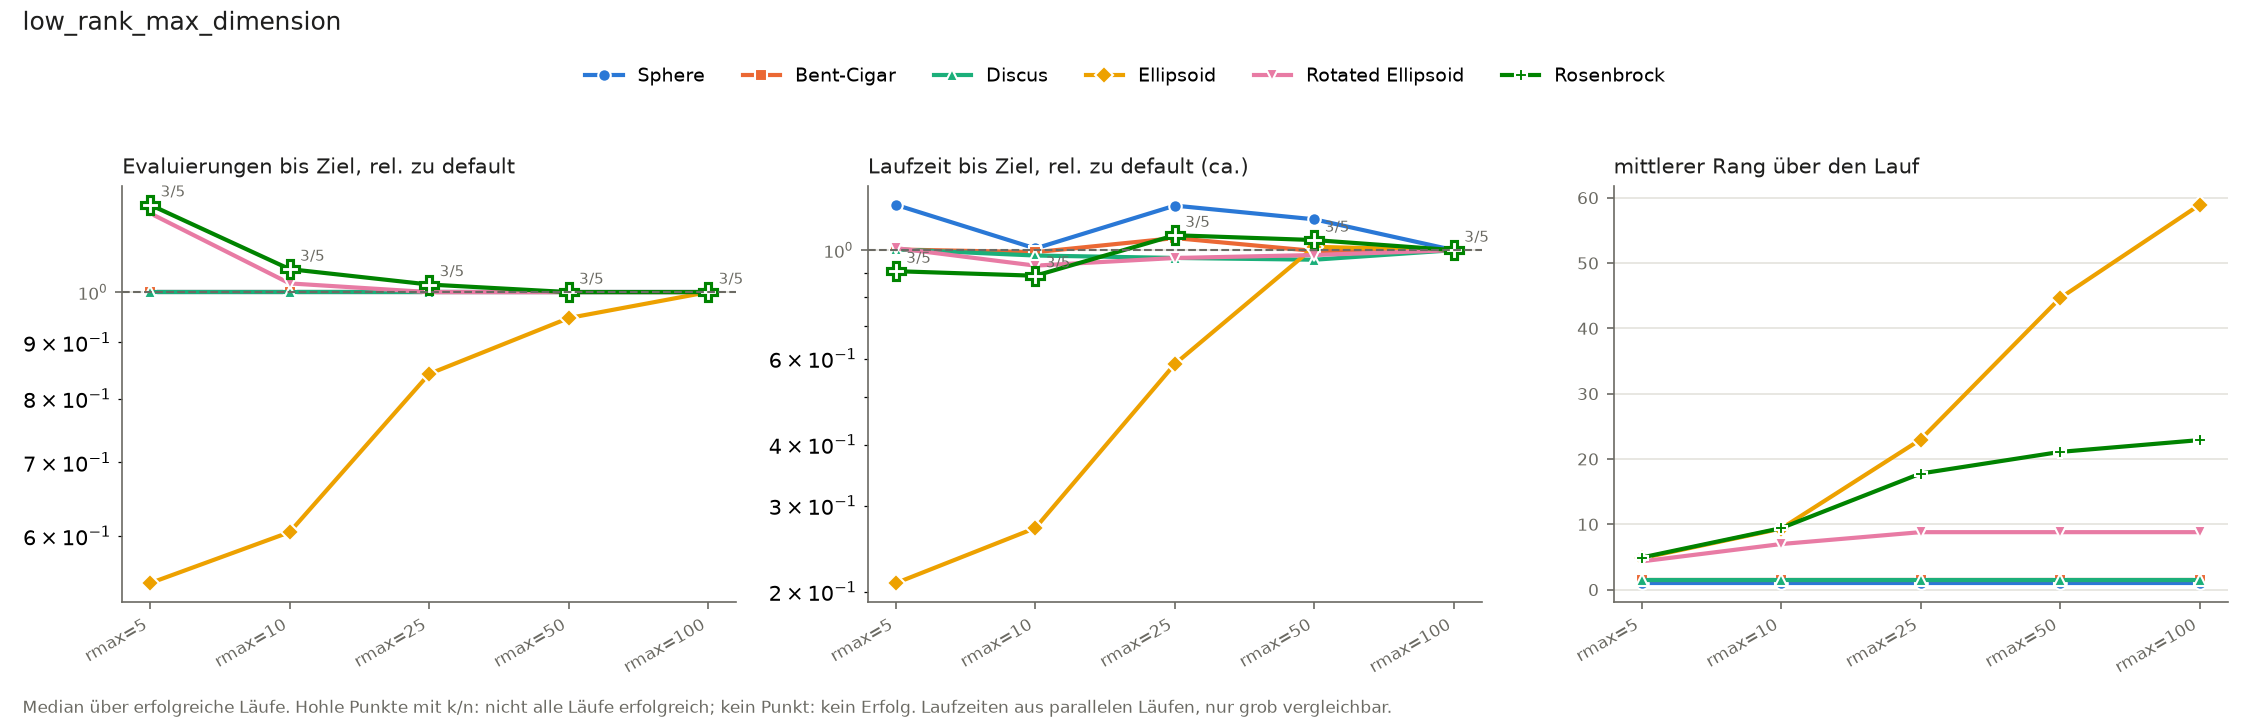 low_rank_max_dimension
Sphere Bent-Cigar Discus Ellipsoid Rotated Ellipsoid Rosenbrock
Evaluierungen bis Ziel, rel. zu default
3/5
3/5
3/5
3/5
3/5
10⁰
9 × 10⁻¹
8 × 10⁻¹
7 × 10⁻¹
6 × 10⁻¹
rmax=5
rmax=10
rmax=25
rmax=50
rmax=100
Laufzeit bis Ziel, rel. zu default (ca.)
3/5
3/5
3/5
3/5
3/5
10⁰
6 × 10⁻¹
4 × 10⁻¹
3 × 10⁻¹
2 × 10⁻¹
rmax=5
rmax=10
rmax=25
rmax=50
rmax=100
mittlerer Rang über den Lauf
60
50
40
30
20
10
0
rmax=5
rmax=10
rmax=25
rmax=50
rmax=100
Median über erfolgreiche Läufe. Hohle Punkte mit k/n: nicht alle Läufe erfolgreich; kein Punkt: kein Erfolg. Laufzeiten aus parallelen Läufen, nur grob vergleichbar.